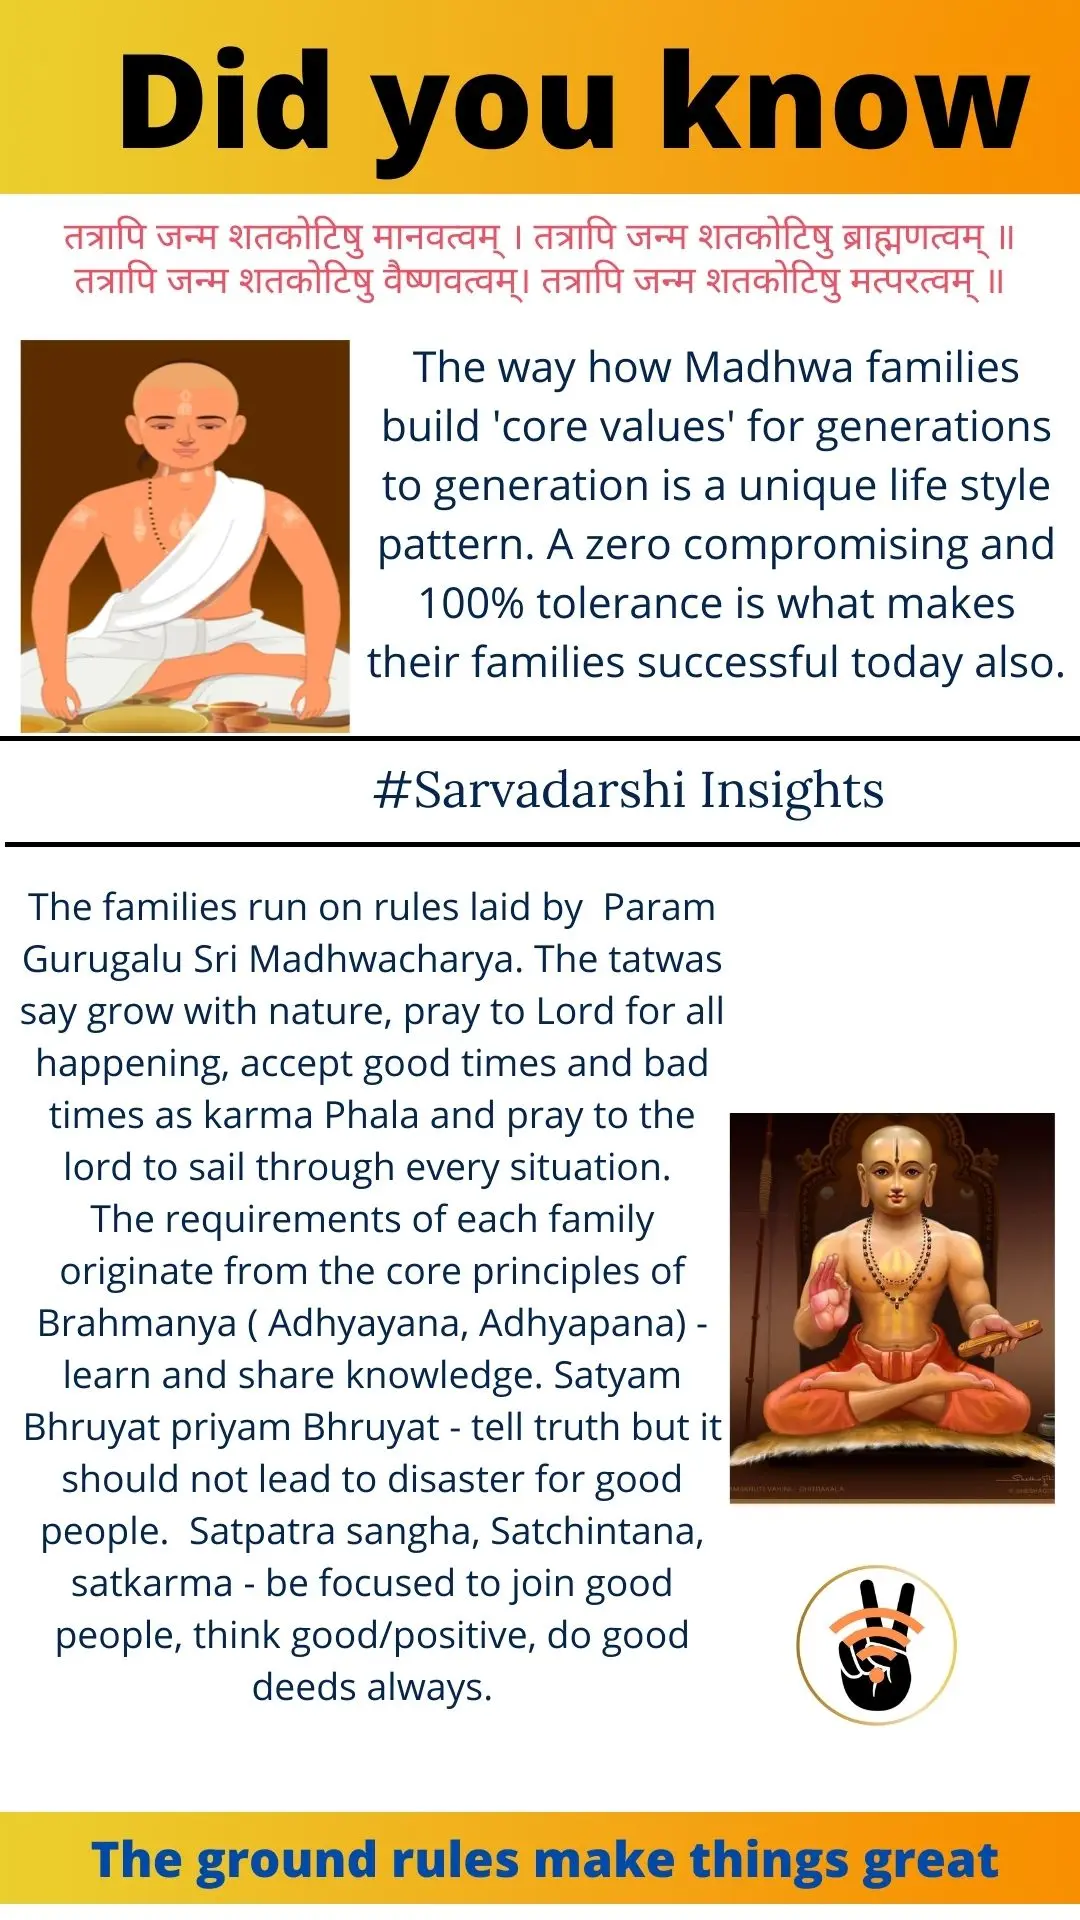 Did you know
तत्रापि जन्म शतकोटिषु मानवत्वम् । तत्रापि जन्म शतकोटिषु ब्राह्मणत्वम् ॥
तत्रापि जन्म शतकोटिषु वैष्णवत्वम्। तत्रापि जन्म शतकोटिषु मत्परत्वम् ॥
The way how Madhwa families
build 'core values' for generations
to generation is a unique life style
pattern. A zero compromising and
100% tolerance is what makes
their families successful today also.
#Sarvadarshi Insights
The families run on rules laid by  Param
Gurugalu Sri Madhwacharya. The tatwas
say grow with nature, pray to Lord for all
happening, accept good times and bad
times as karma Phala and pray to the
lord to sail through every situation.
The requirements of each family
originate from the core principles of
Brahmanya ( Adhyayana, Adhyapana) -
learn and share knowledge. Satyam
Bhruyat priyam Bhruyat - tell truth but it
should not lead to disaster for good
people.  Satpatra sangha, Satchintana,
satkarma - be focused to join good
people, think good/positive, do good
deeds always.
The ground rules make things great